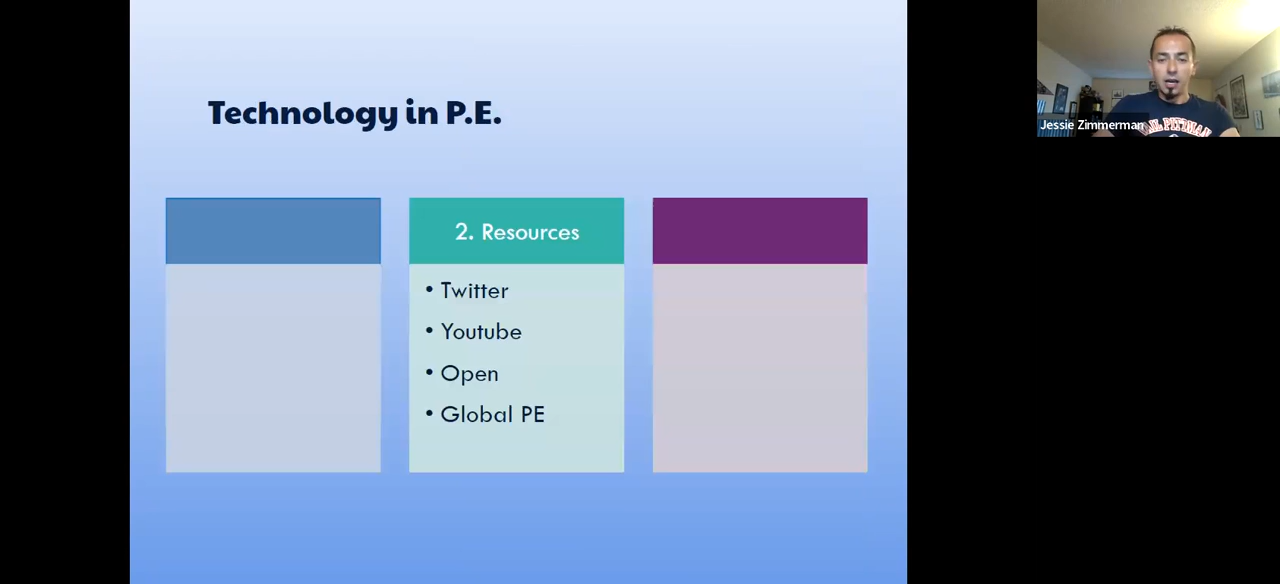 Technology in P.E.
2. Resources
• Twitter
• Youtube
• Open
• Global PE
Jessie Zimmerman